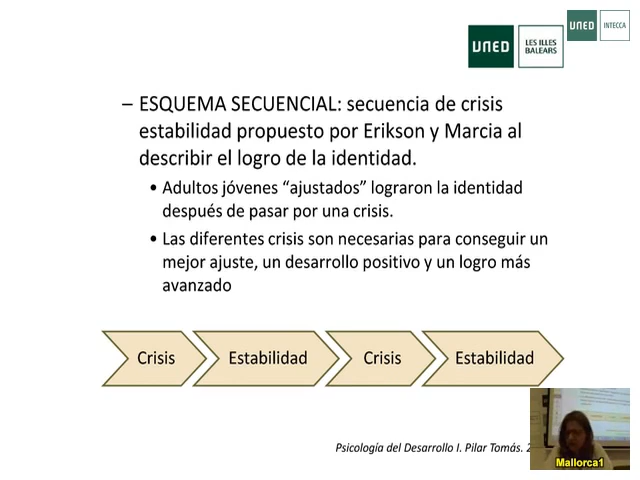 UNED
INTECCA
UNED
LES ILLES
BALEARS
– ESQUEMA SECUENCIAL: secuencia de crisis
estabilidad propuesto por Erikson y Marcia al
describir el logro de la identidad.
• Adultos jóvenes “ajustados” lograron la identidad
después de pasar por una crisis.
• Las diferentes crisis son necesarias para conseguir un
mejor ajuste, un desarrollo positivo y un logro más
avanzado
Crisis
Estabilidad
Crisis
Estabilidad
Psicología del Desarrollo I. Pilar Tomás. 2
Mallorca1